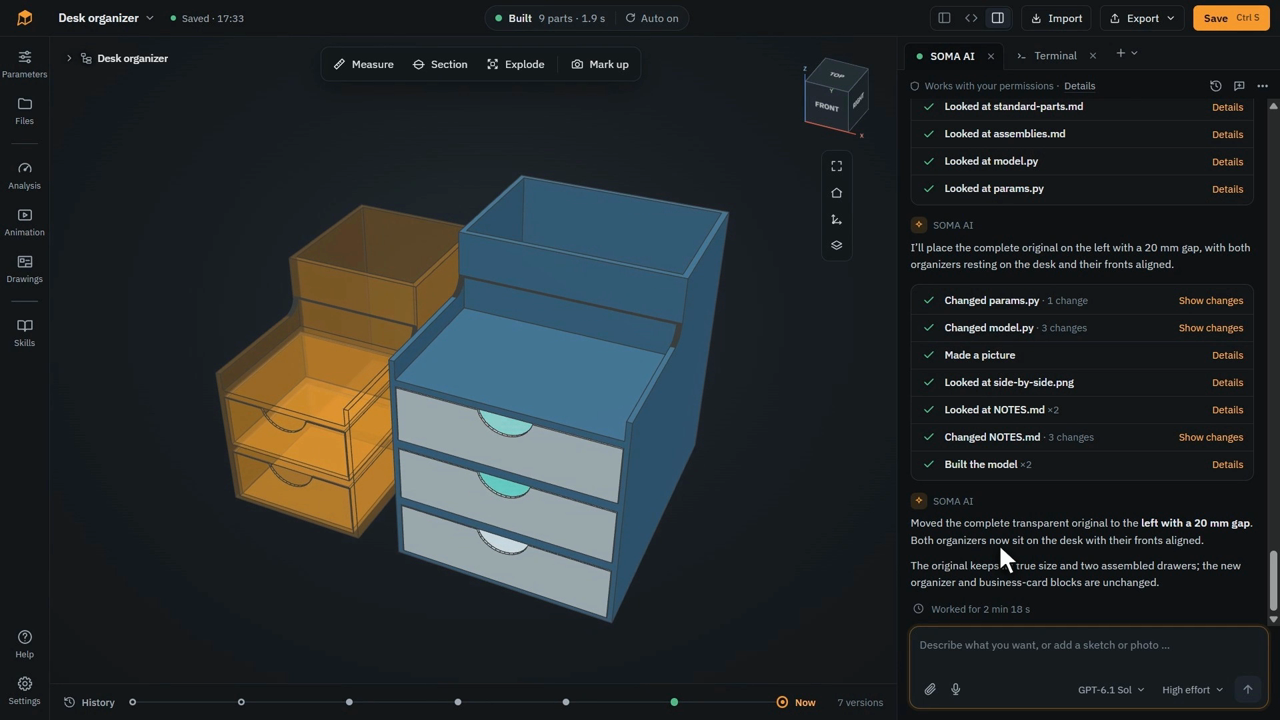 Desk organizer
Saved · 17:33
Built 9 parts · 1.9 s
Auto on
Import
Export
Save Ctrl S
Parameters
Files
Analysis
Animation
Drawings
Skills
Help
Settings
Desk organizer
Measure
Section
Explode
Mark up
TOP
FRONT
RIGHT
Z
Y
X
SOMA AI
Terminal
Works with your permissions · Details
Looked at standard-parts.md Details
Looked at assemblies.md Details
Looked at model.py Details
Looked at params.py Details
SOMA AI
I'll place the complete original on the left with a 20 mm gap, with both
organizers resting on the desk and their fronts aligned.
Changed params.py · 1 change Show changes
Changed model.py · 3 changes Show changes
Made a picture Details
Looked at side-by-side.png Details
Looked at NOTES.md ×2 Details
Changed NOTES.md · 3 changes Show changes
Built the model ×2 Details
SOMA AI
Moved the complete transparent original to the left with a 20 mm gap.
Both organizers now sit on the desk with their fronts aligned.
The original keeps true size and two assembled drawers; the new
organizer and business-card blocks are unchanged.
Worked for 2 min 18 s
Describe what you want, or add a sketch or photo ...
GPT-6.1 Sol
High effort
History
Now
7 versions